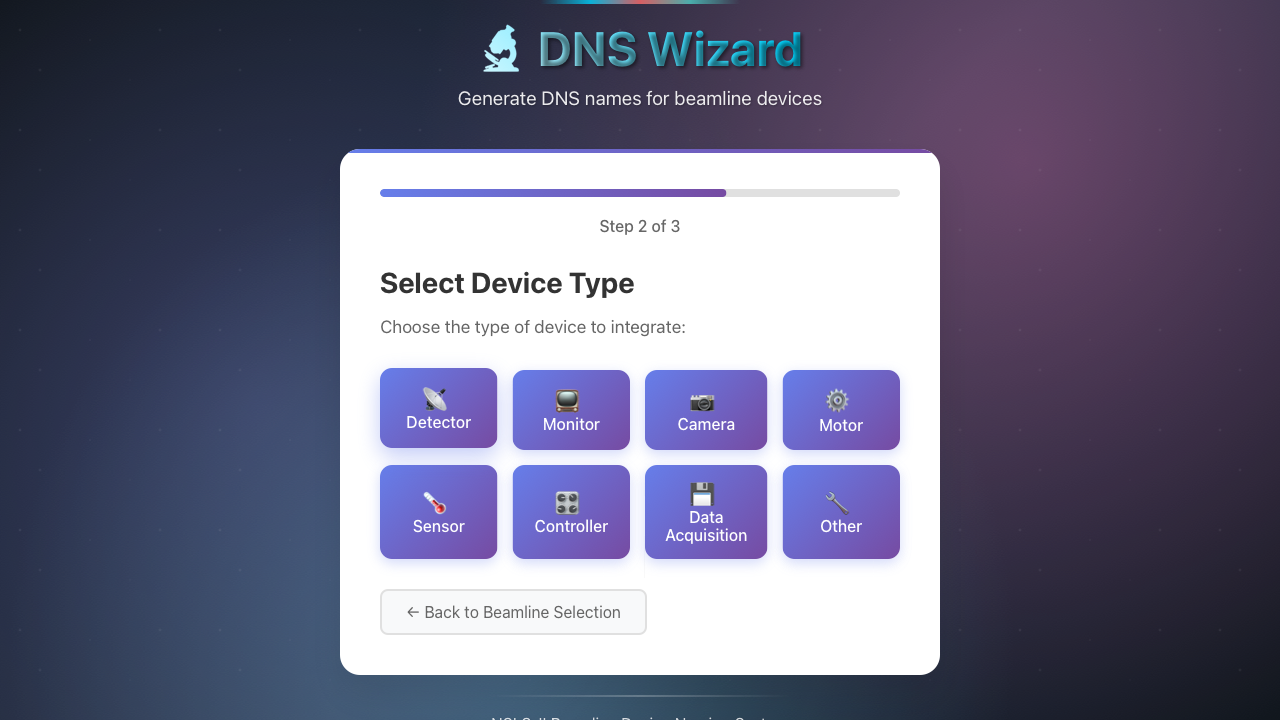 DNS Wizard
Generate DNS names for beamline devices
Step 2 of 3
Select Device Type
Choose the type of device to integrate:
Detector
Monitor
Camera
Motor
Sensor
Controller
Data
Acquisition
Other
← Back to Beamline Selection